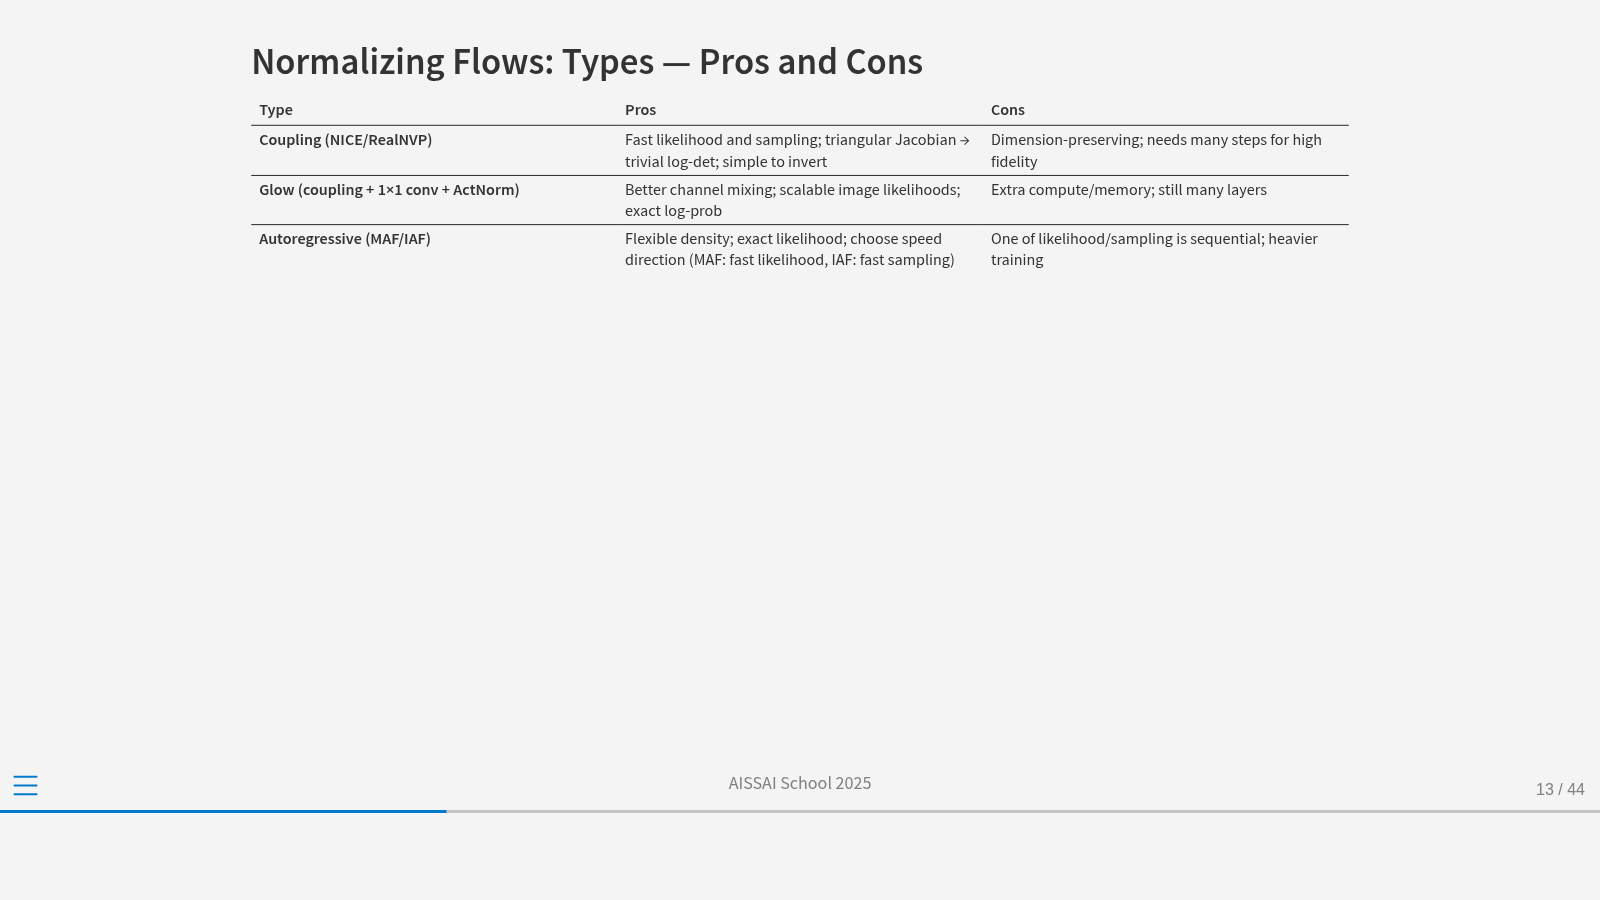 Normalizing Flows: Types — Pros and Cons
Type Pros Cons
Coupling (NICE/RealNVP) Fast likelihood and sampling; triangular Jacobian → Dimension-preserving; needs many steps for high
trivial log-det; simple to invert fidelity
Glow (coupling + 1×1 conv + ActNorm) Better channel mixing; scalable image likelihoods; Extra compute/memory; still many layers
exact log-prob
Autoregressive (MAF/IAF) Flexible density; exact likelihood; choose speed One of likelihood/sampling is sequential; heavier
direction (MAF: fast likelihood, IAF: fast sampling) training
AISSAI School 2025
13 / 44